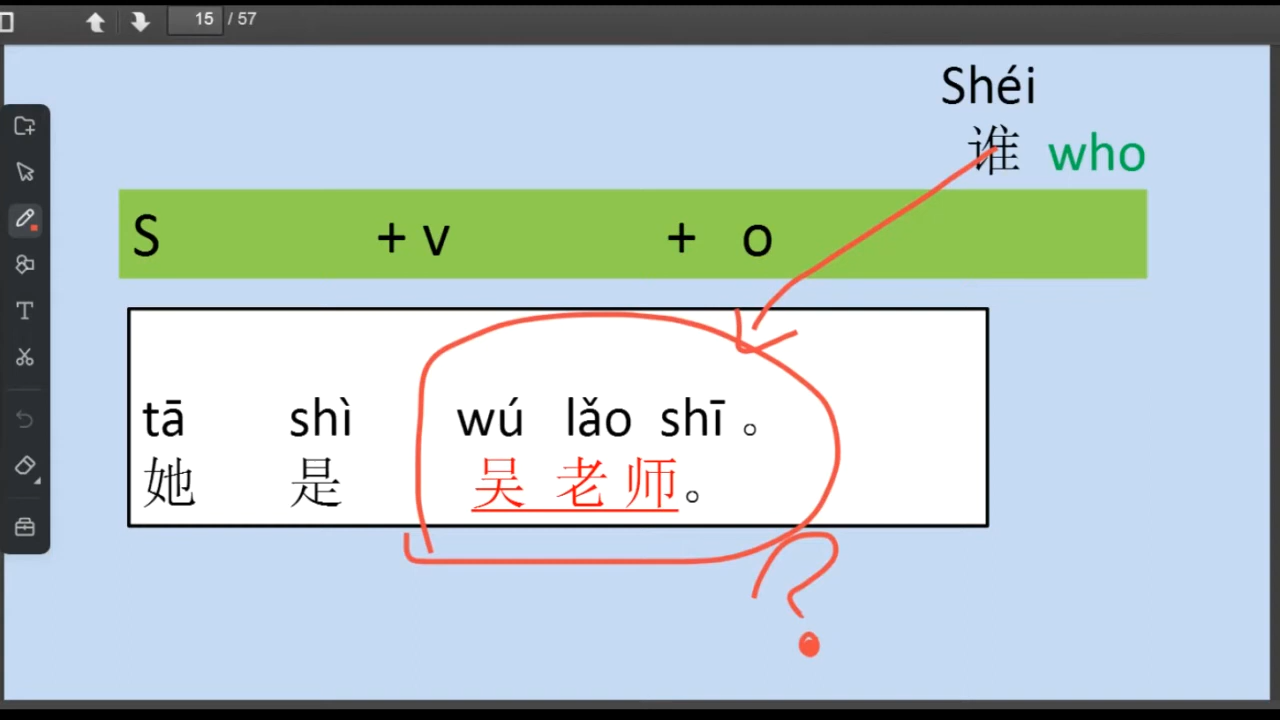 15 / 57
Shéi
谁 who
S + v + o
tā shì wú lǎo shī 。
她 是 吴 老 师。
?
T